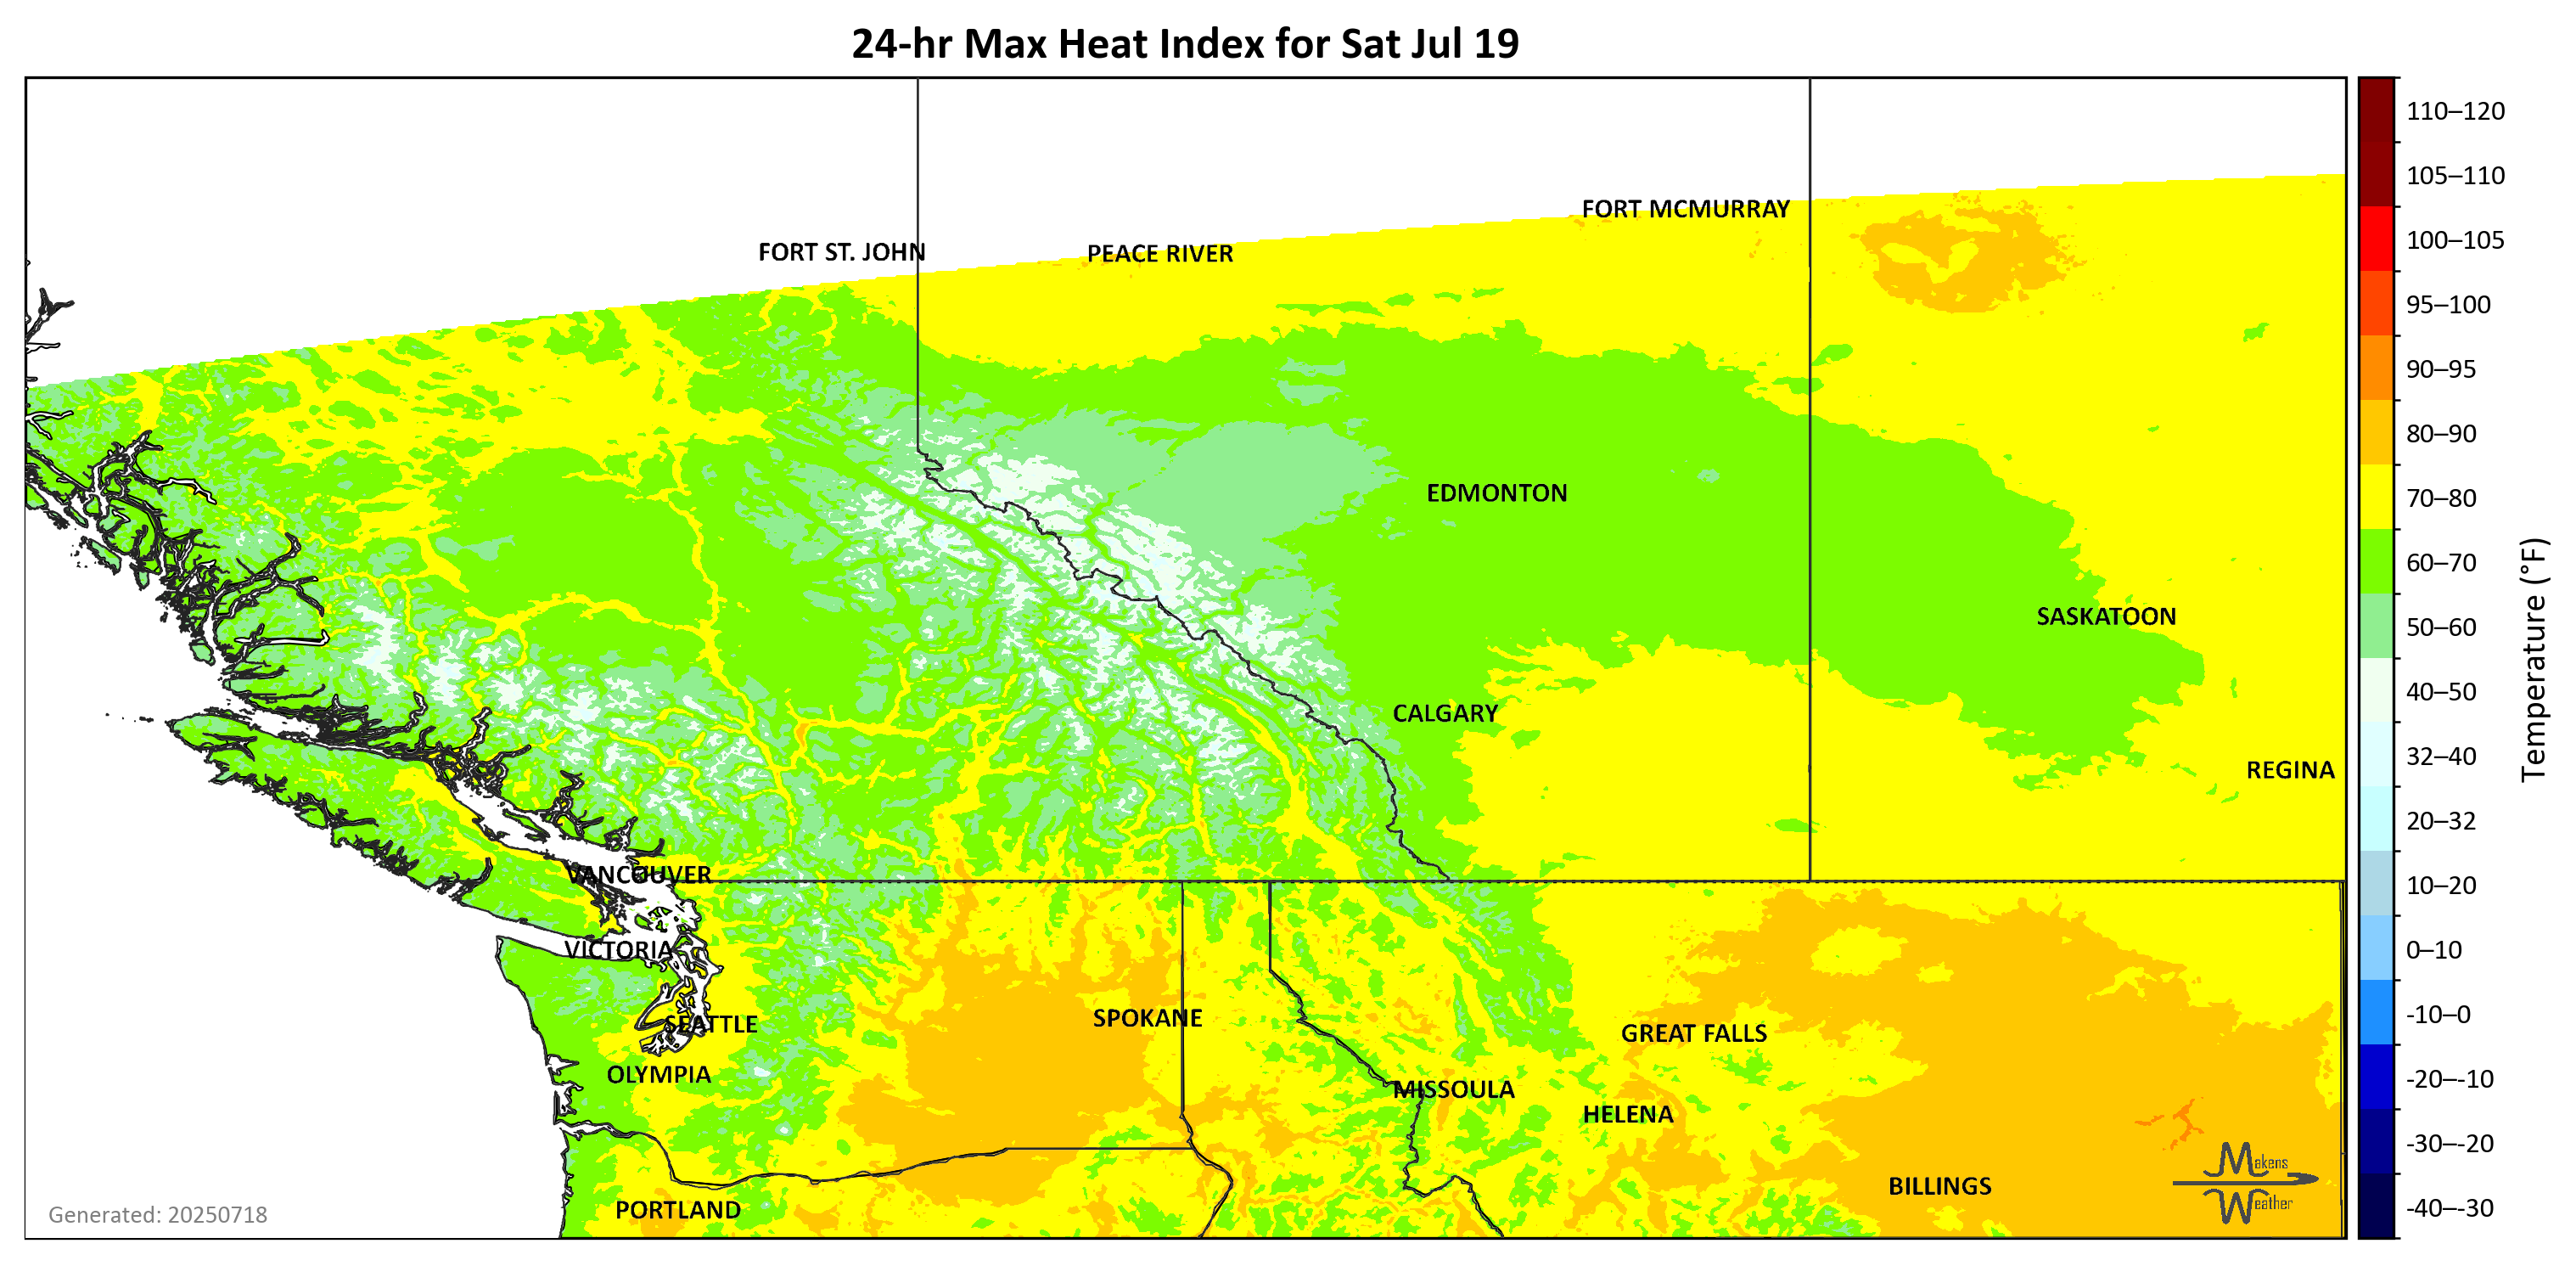 24-hr Max Heat Index for Sat Jul 19
110–120
105–110
100–105
95–100
90–95
80–90
70–80
60–70
50–60
40–50
32–40
20–32
10–20
0–10
-10–0
-20–-10
-30–-20
-40–-30
Temperature (°F)
FORT MCMURRAY
FORT ST. JOHN
PEACE RIVER
EDMONTON
SASKATOON
CALGARY
REGINA
VANCOUVER
VICTORIA
SEATTLE
SPOKANE
GREAT FALLS
OLYMPIA
MISSOULA
HELENA
BILLINGS
PORTLAND
Makens
Weather
Generated: 20250718